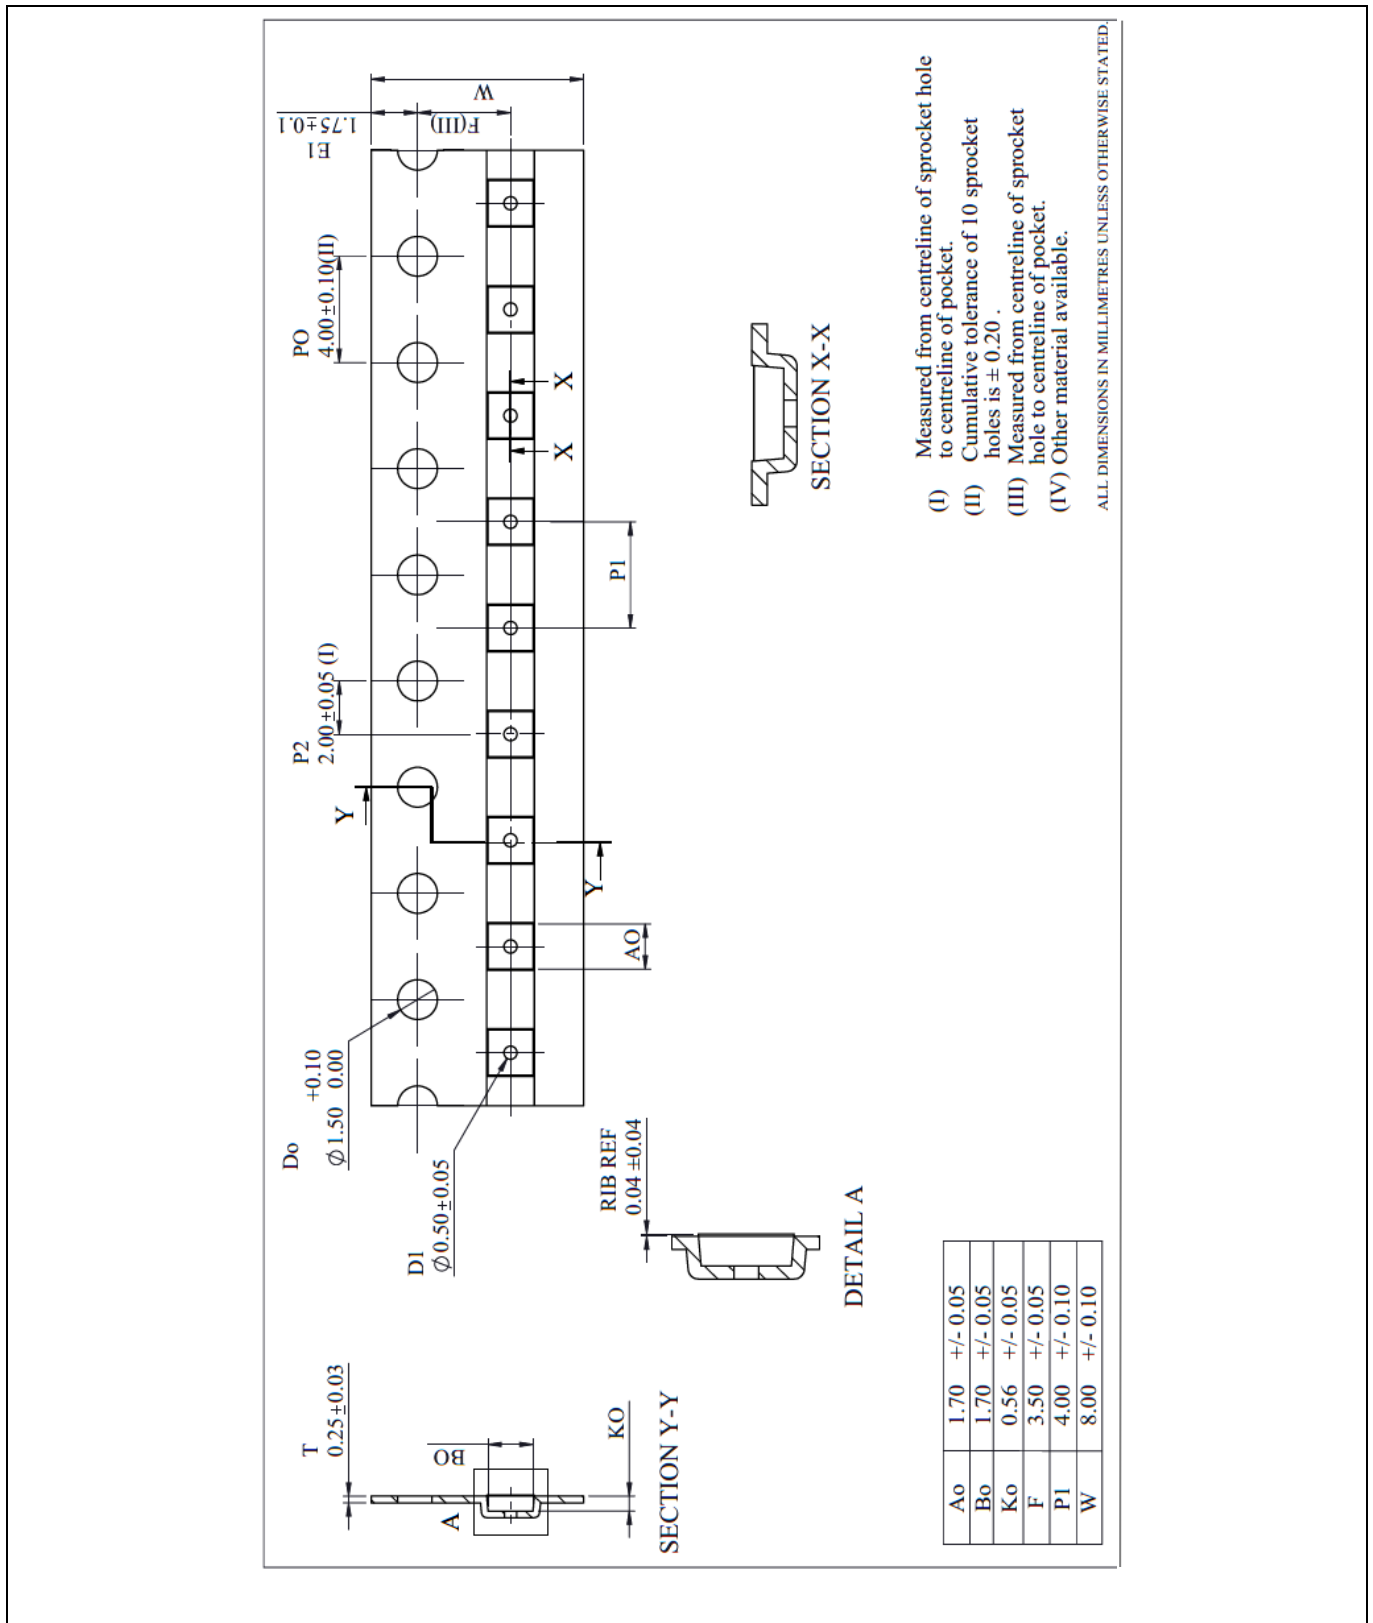 T
0.25±0.03
BO
A
KO
SECTION Y-Y
Do
+0.10
Ø1.50 0.00
D1
Ø0.50±0.05
RIB REF
0.04 ±0.04
DETAIL A
P2
2.00±0.05 (I)
PO
4.00±0.10(II)
E1
1.75±0.1
F(III)
W
Y
Y
X
X
AO
P1
SECTION X-X
Ao 1.70 +/- 0.05
Bo 1.70 +/- 0.05
Ko 0.56 +/- 0.05
F 3.50 +/- 0.05
P1 4.00 +/- 0.10
W 8.00 +/- 0.10
(I) Measured from centreline of sprocket hole
to centreline of pocket.
(II) Cumulative tolerance of 10 sprocket
holes is ± 0.20 .
(III) Measured from centreline of sprocket
hole to centreline of pocket.
(IV) Other material available.
ALL DIMENSIONS IN MILLIMETRES UNLESS OTHERWISE STATED.